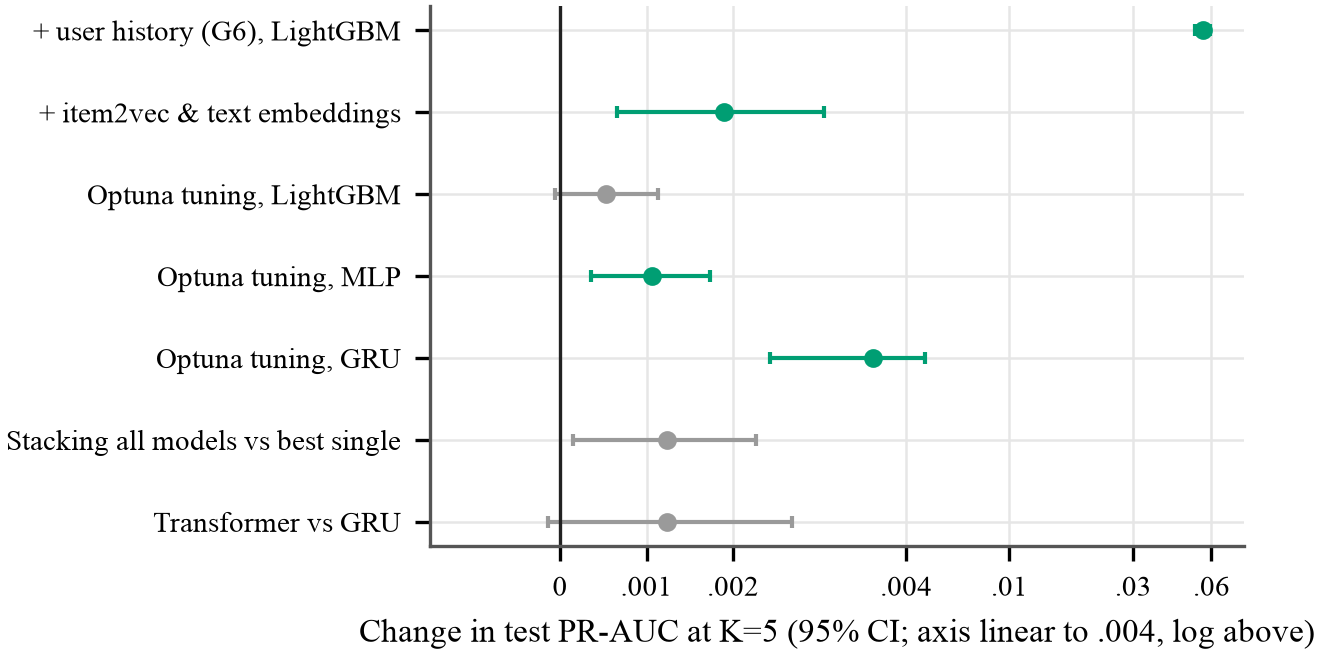 + user history (G6), LightGBM
+ item2vec & text embeddings
Optuna tuning, LightGBM
Optuna tuning, MLP
Optuna tuning, GRU
Stacking all models vs best single
Transformer vs GRU
0 .001 .002 .004 .01 .03 .06
Change in test PR-AUC at K=5 (95% CI; axis linear to .004, log above)